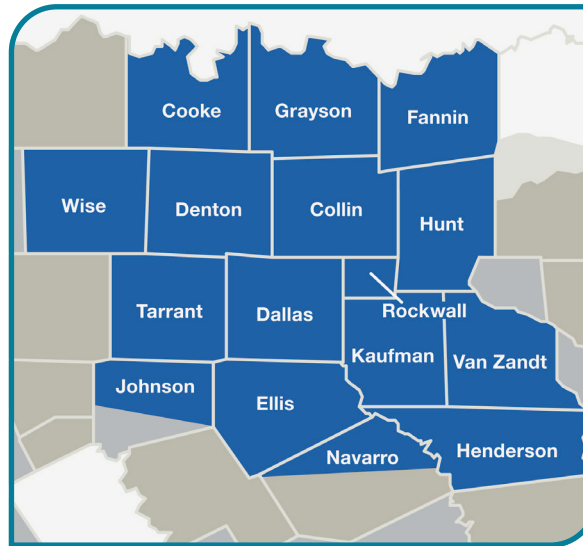 Cooke
Grayson
Fannin
Wise
Denton
Collin
Hunt
Tarrant
Dallas
Rockwall
Kaufman
Van Zandt
Johnson
Ellis
Navarro
Henderson